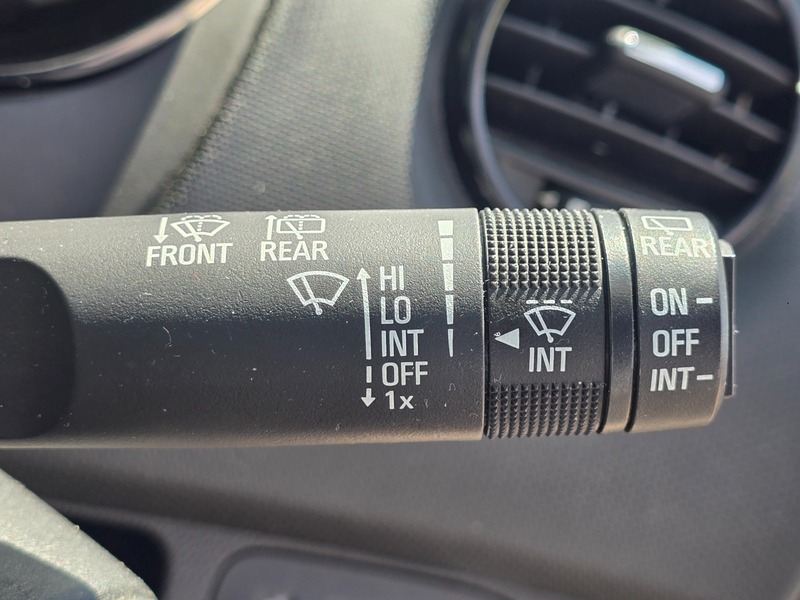 FRONT
REAR
HI
LO
INT
OFF
1x
INT
REAR
ON
OFF
INT